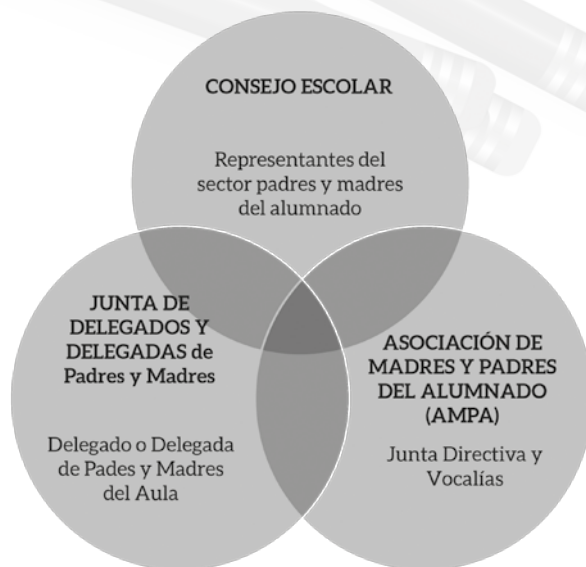 CONSEJO ESCOLAR
Representantes del
sector padres y madres
del alumnado
JUNTA DE
DELEGADOS Y
DELEGADAS de
Padres y Madres
Delegado o Delegada
de Pades y Madres
del Aula
ASOCIACIÓN DE
MADRES Y PADRES
DEL ALUMNADO
(AMPA)
Junta Directiva y
Vocalías